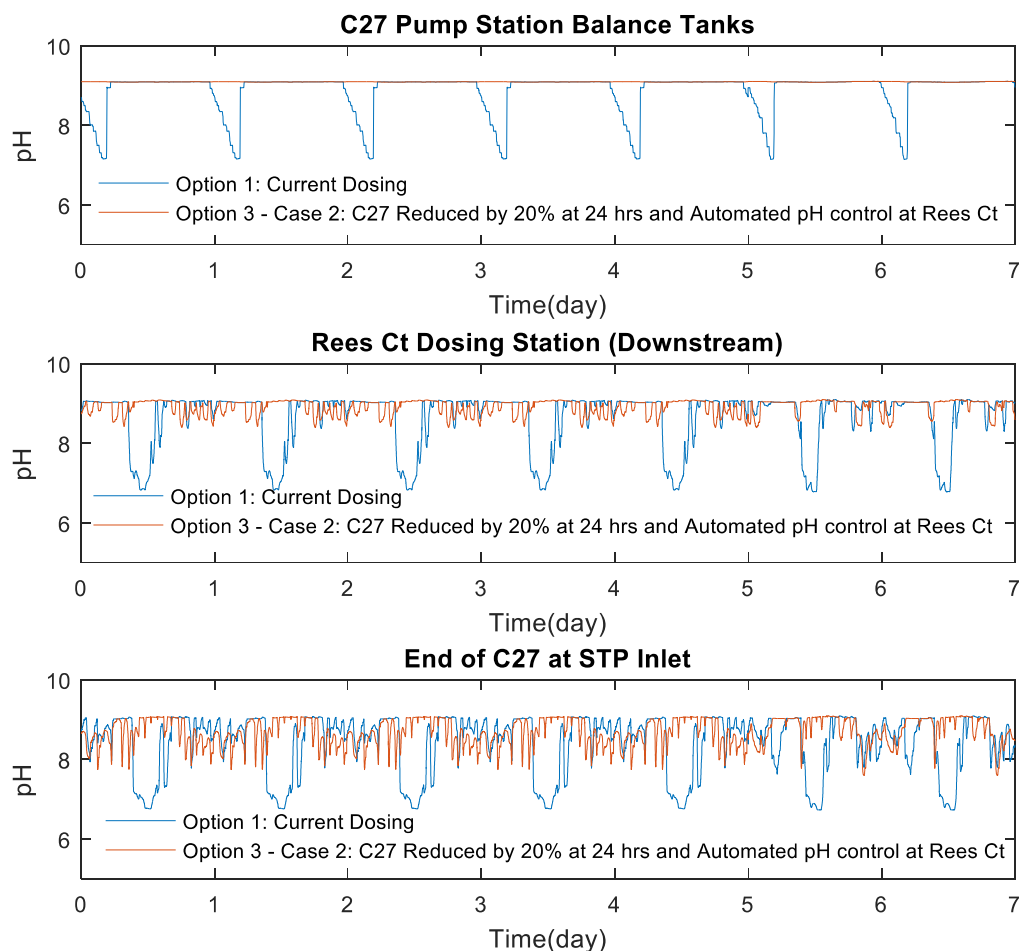 C27 Pump Station Balance Tanks
10
8
6
pH
Option 1: Current Dosing
Option 3 - Case 2: C27 Reduced by 20% at 24 hrs and Automated pH control at Rees Ct
0 1 2 3 4 5 6 7
Time(day)
Rees Ct Dosing Station (Downstream)
10
8
6
pH
Option 1: Current Dosing
Option 3 - Case 2: C27 Reduced by 20% at 24 hrs and Automated pH control at Rees Ct
0 1 2 3 4 5 6 7
Time(day)
End of C27 at STP Inlet
10
8
6
pH
Option 1: Current Dosing
Option 3 - Case 2: C27 Reduced by 20% at 24 hrs and Automated pH control at Rees Ct
0 1 2 3 4 5 6 7
Time(day)